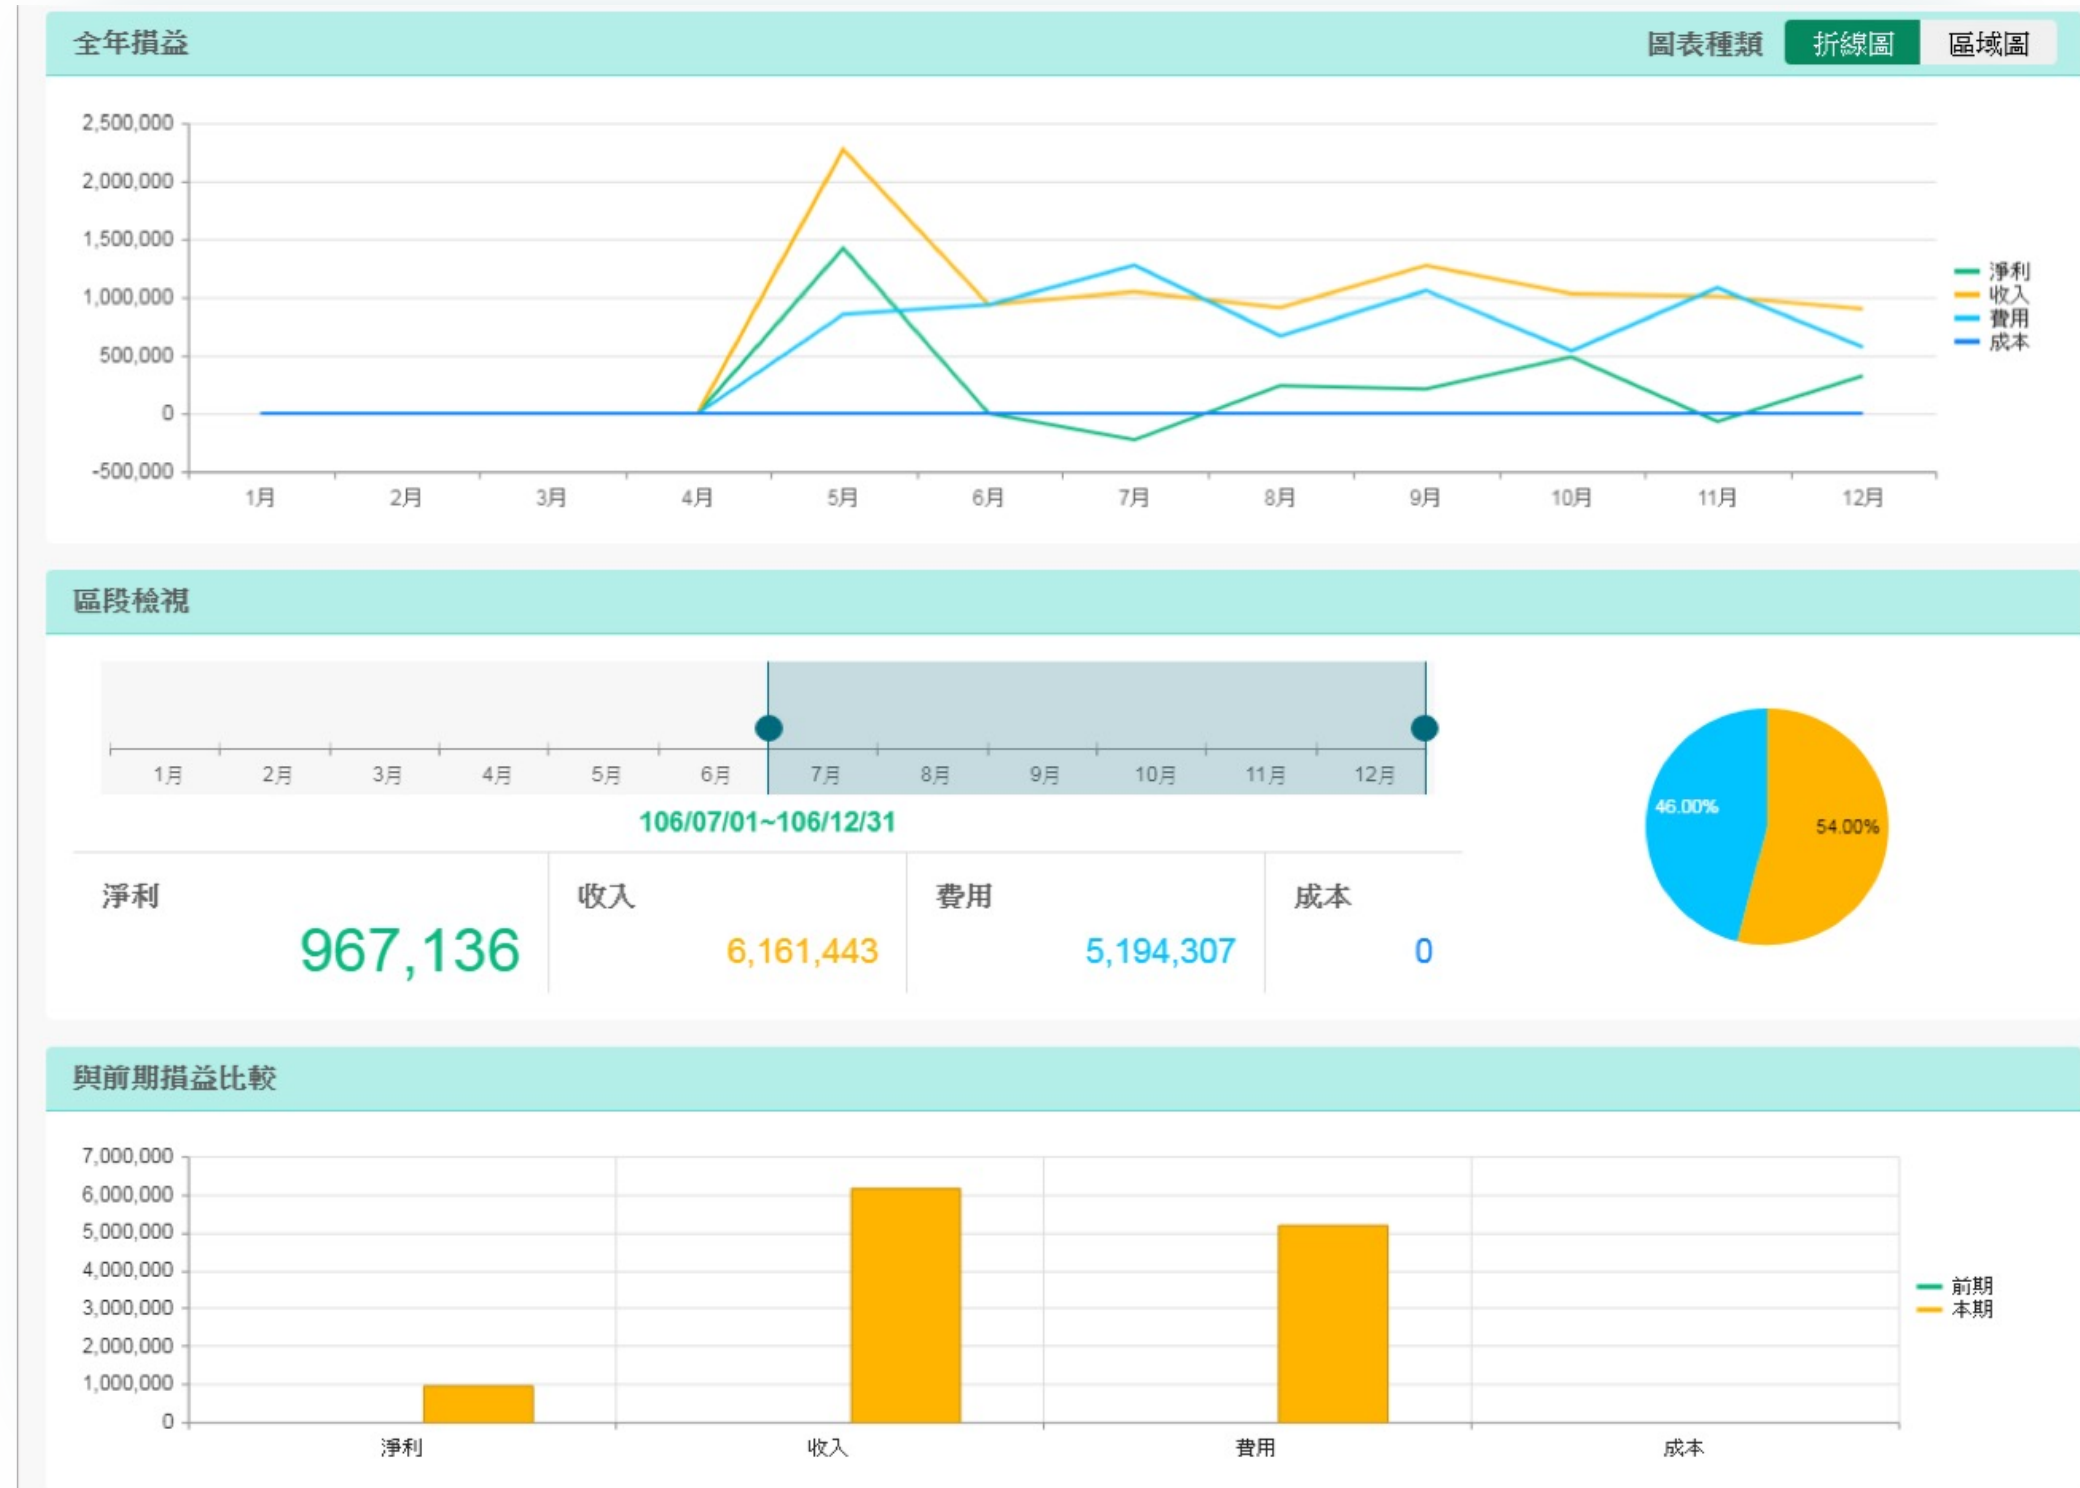 全年損益
圖表種類 折線圖 區域圖
2,500,000
2,000,000
1,500,000
1,000,000
500,000
0
-500,000
1月 2月 3月 4月 5月 6月 7月 8月 9月 10月 11月 12月
淨利
收入
費用
成本
區段檢視
1月 2月 3月 4月 5月 6月 7月 8月 9月 10月 11月 12月
106/07/01~106/12/31
淨利
967,136
收入
6,161,443
費用
5,194,307
成本
0
46.00%
54.00%
與前期損益比較
7,000,000
6,000,000
5,000,000
4,000,000
3,000,000
2,000,000
1,000,000
0
淨利 收入 費用 成本
前期
本期